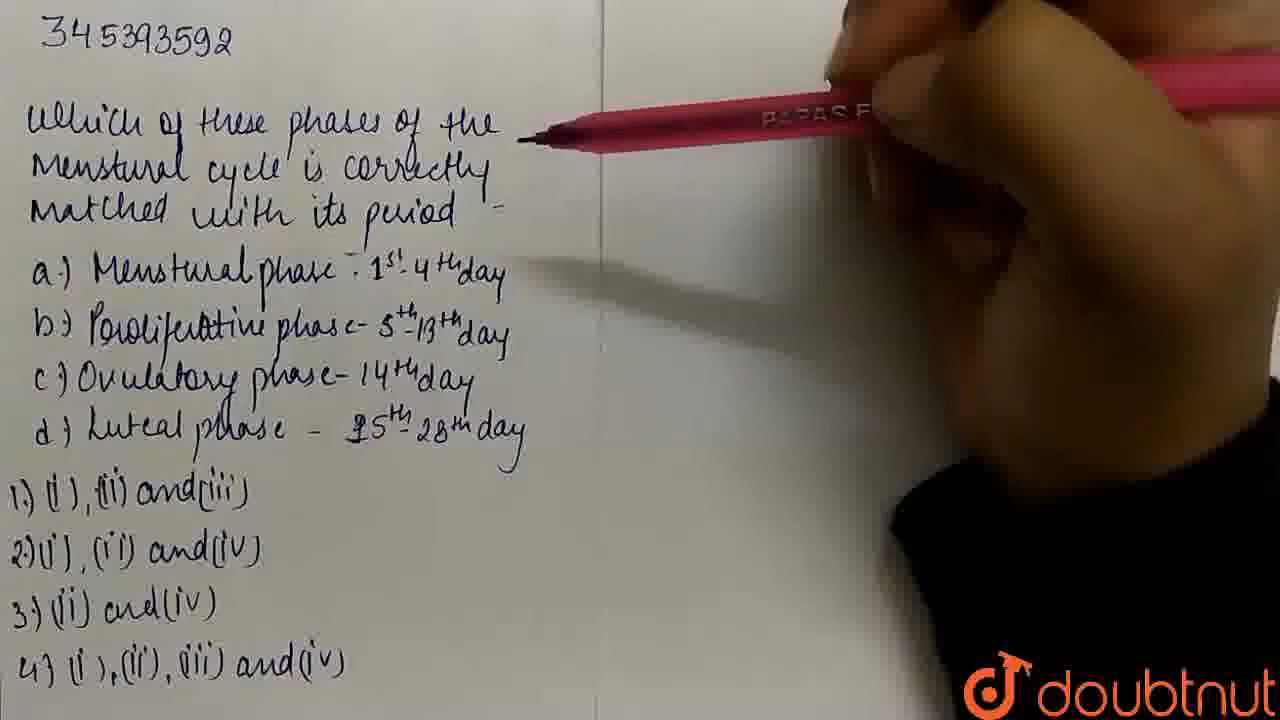 345393592
Which of these phases of the
Menstural cycle is correctly
matched with its period -
a.) Menstural phase - 1st-4th day
b.) Poroliferative phase - 5th-13th day
c.) Ovulatory phase - 14th day
d.) Luteal phase - 15th-28th day
1.) (i), (ii) and (iii)
2.) (i), (ii) and (iv)
3.) (ii) and (iv)
4.) (i), (ii), (iii) and (iv)
doubtnut